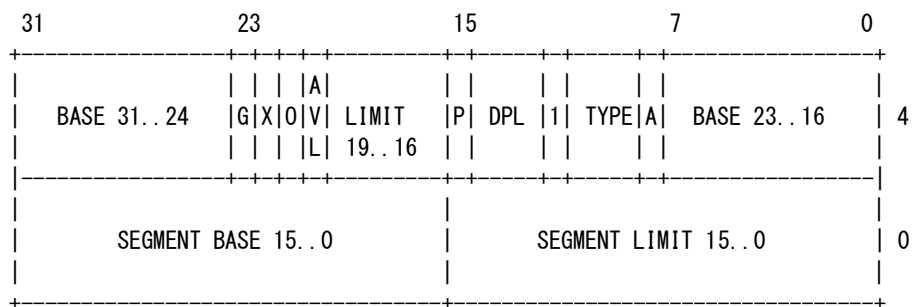 31 23 15 7 0
+-----------------+-+-+-+-+---------+-+-----+-+-----+-+-----------------+
| | | | |A| | | | | | | |
| BASE 31..24 |G|X|O|V| LIMIT |P| DPL |1| TYPE|A| BASE 23..16 | 4
| | | | |L| 19..16 | | | | | | |
|-----------------+-+-+-+-+---------+-+-----+-+-----+-+-----------------|
| | |
| SEGMENT BASE 15..0 | SEGMENT LIMIT 15..0 | 0
| | |
+-----------------------------------+-----------------------------------+